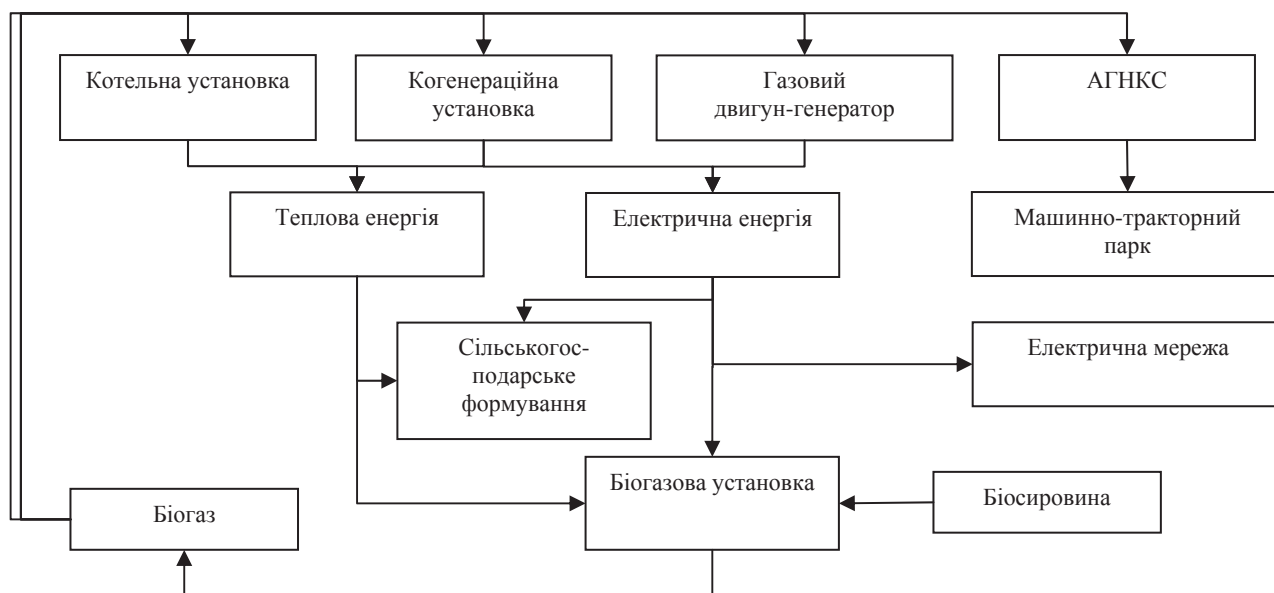 Котельна установка
Когенераційна
установка
Газовий
двигун-генератор
АГНКС
Теплова енергія
Електрична енергія
Машинно-тракторний
парк
Сільськогос-
подарське
формування
Електрична мережа
Біогазова установка
Біосировина
Біогаз